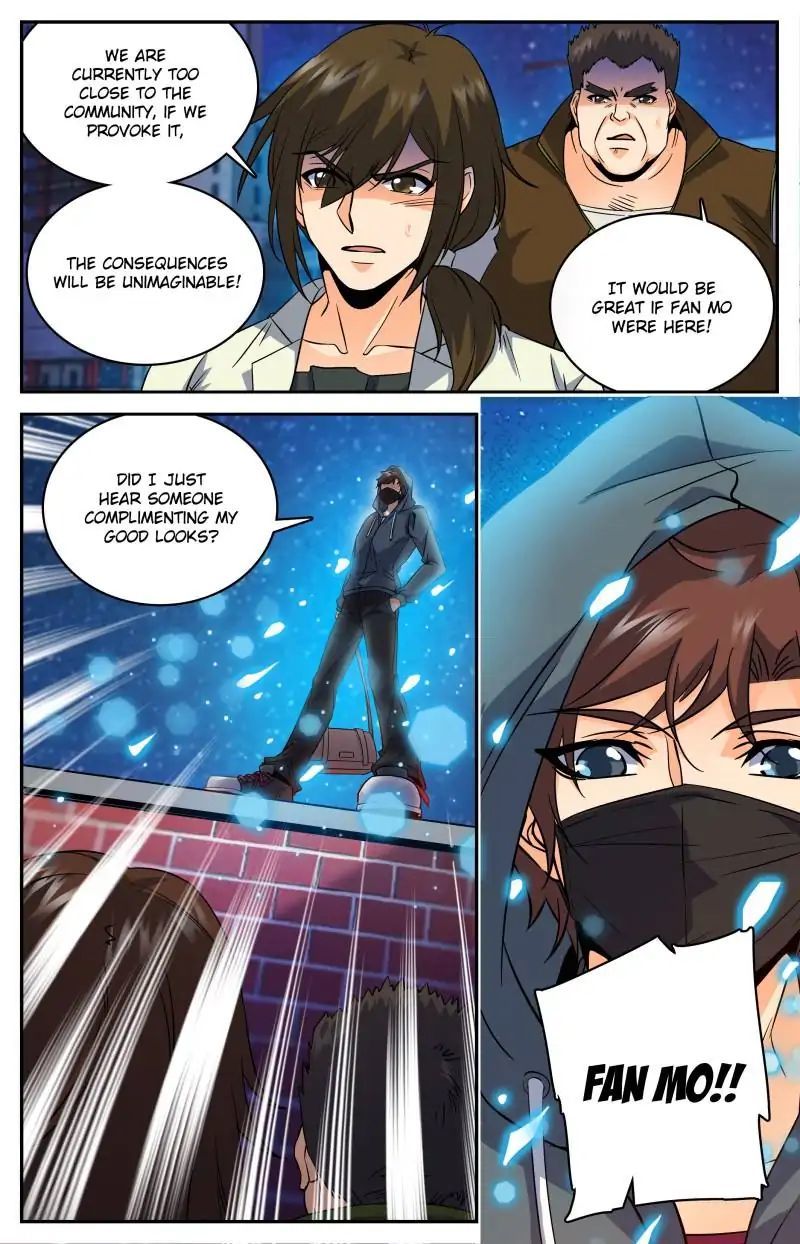 WE ARE
CURRENTLY TOO
CLOSE TO THE
COMMUNITY, IF WE
PROVOKE IT,
THE CONSEQUENCES
WILL BE UNIMAGINABLE!
IT WOULD BE
GREAT IF FAN MO
WERE HERE!
DID I JUST
HEAR SOMEONE
COMPLIMENTING MY
GOOD LOOKS?
FAN MO!!